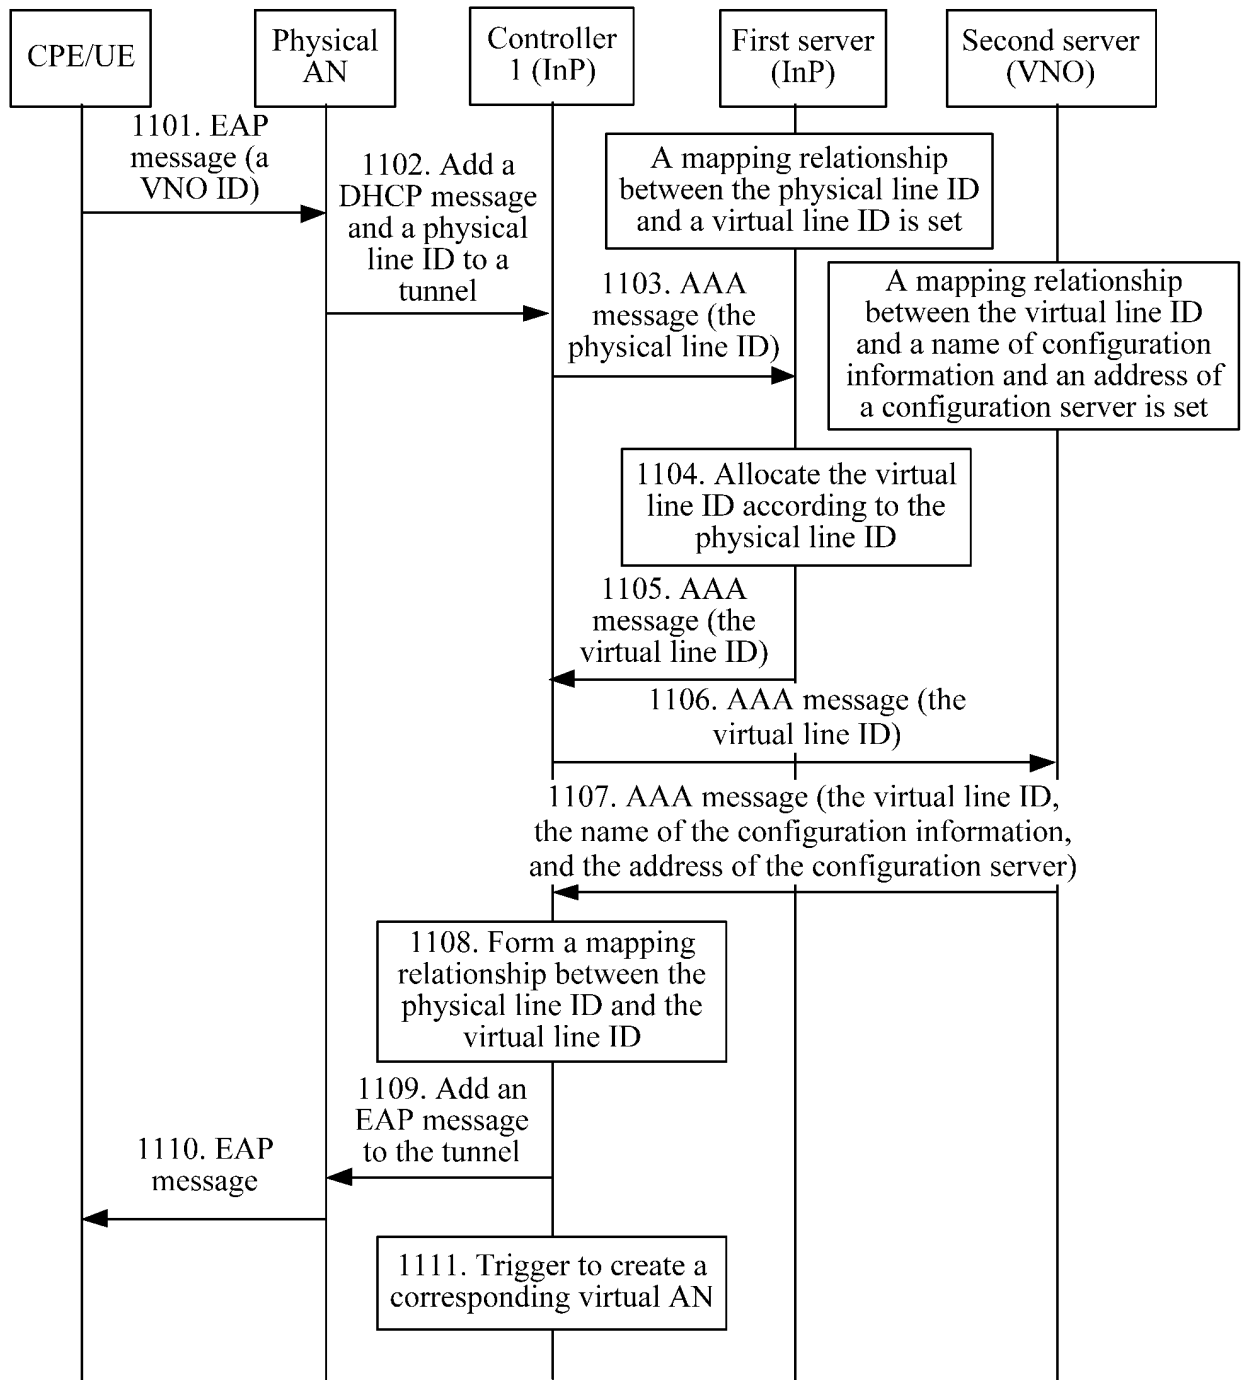 CPE/UE
Physical
AN
Controller
1 (InP)
First server
(InP)
Second server
(VNO)
1101. EAP
message (a
VNO ID)
1102. Add a
DHCP message
and a physical
line ID to a
tunnel
A mapping relationship
between the physical line ID
and a virtual line ID is set
A mapping relationship
between the virtual line ID
and a name of configuration
information and an address of
a configuration server is set
1103. AAA
message (the
physical line ID)
1104. Allocate the virtual
line ID according to the
physical line ID
1105. AAA
message (the
virtual line ID)
1106. AAA message (the
virtual line ID)
1107. AAA message (the virtual line ID,
the name of the configuration information,
and the address of the configuration server)
1108. Form a mapping
relationship between the
physical line ID and the
virtual line ID
1109. Add an
EAP message
to the tunnel
1110. EAP
message
1111. Trigger to create a
corresponding virtual AN